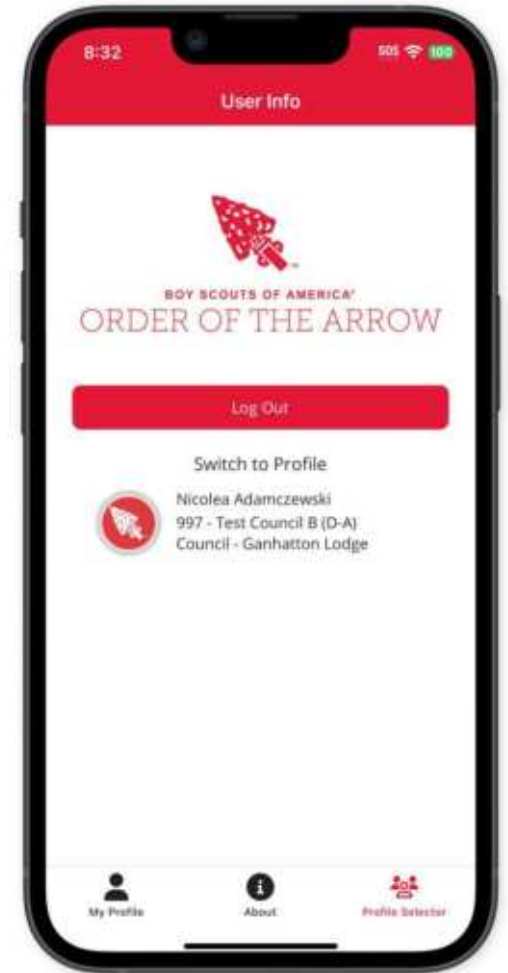 8:32
SOS
100
User Info
BOY SCOUTS OF AMERICA®
ORDER OF THE ARROW
Log Out
Switch to Profile
Nicolea Adamczewski
997 - Test Council B (D-A)
Council - Ganhatton Lodge
My Profile
About
Profile Selector